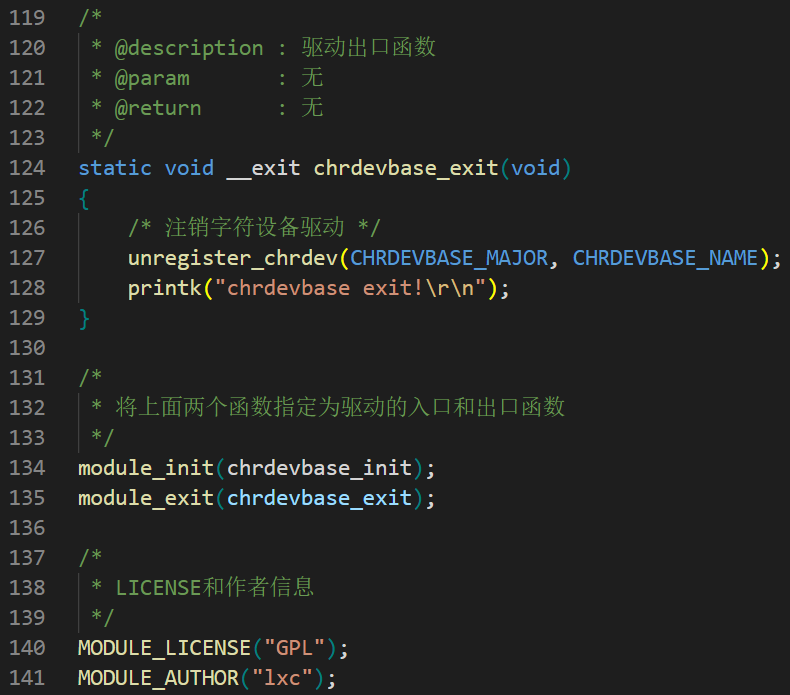 119 /*
120  * @description : 驱动出口函数
121  * @param       : 无
122  * @return      : 无
123  */
124 static void __exit chrdevbase_exit(void)
125 {
126     /* 注销字符设备驱动 */
127     unregister_chrdev(CHRDEVBASE_MAJOR, CHRDEVBASE_NAME);
128     printk("chrdevbase exit!\r\n");
129 }
130
131 /*
132  * 将上面两个函数指定为驱动的入口和出口函数
133  */
134 module_init(chrdevbase_init);
135 module_exit(chrdevbase_exit);
136
137 /*
138  * LICENSE和作者信息
139  */
140 MODULE_LICENSE("GPL");
141 MODULE_AUTHOR("lxc");